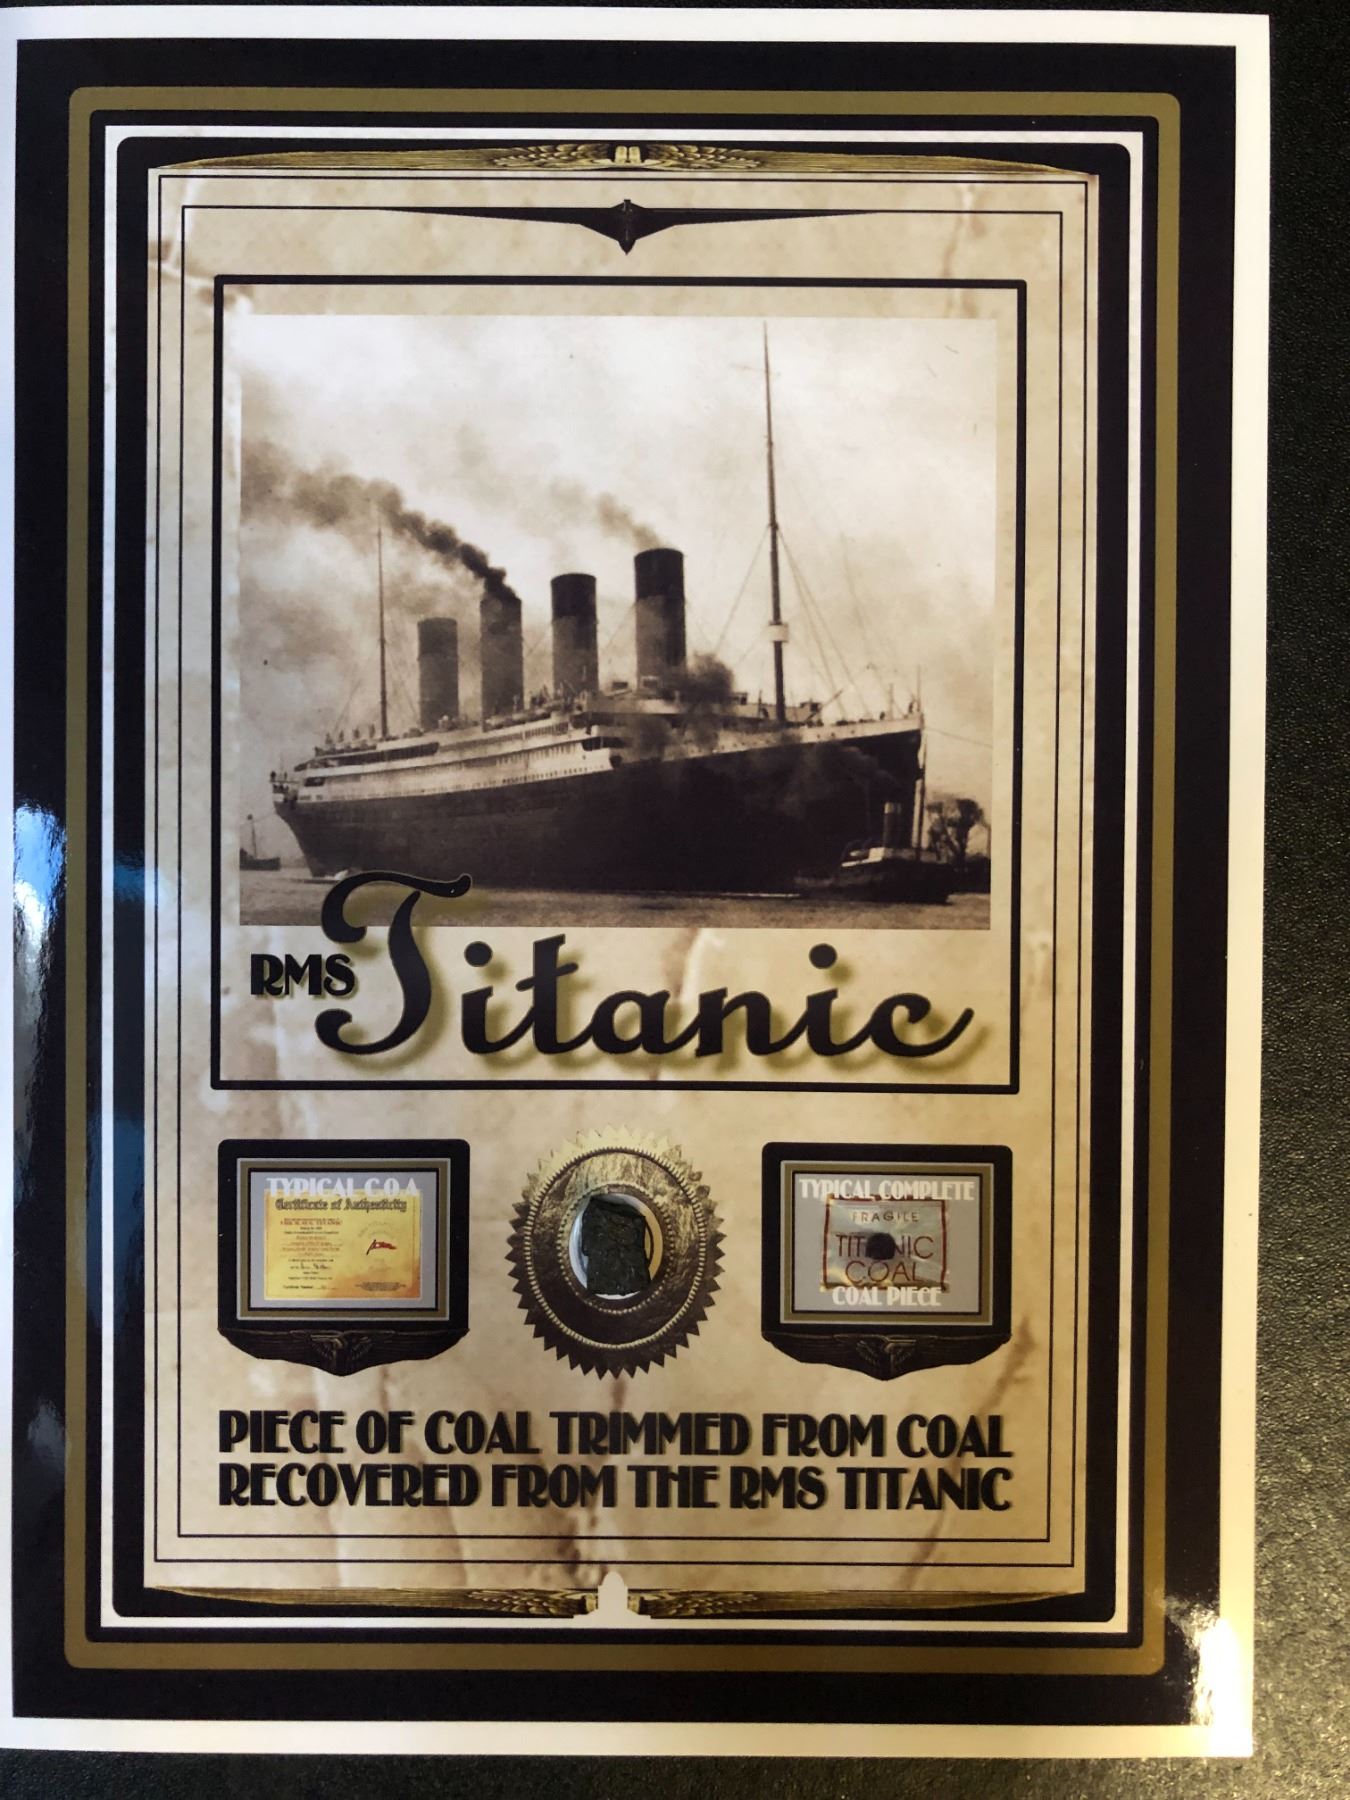 RMS Titanic
TYPICAL C.O.A
Certificate of Authenticity
TYPICAL COMPLETE
FRAGILE
TITANIC
COAL
COAL PIECE
PIECE OF COAL TRIMMED FROM COAL
RECOVERED FROM THE RMS TITANIC